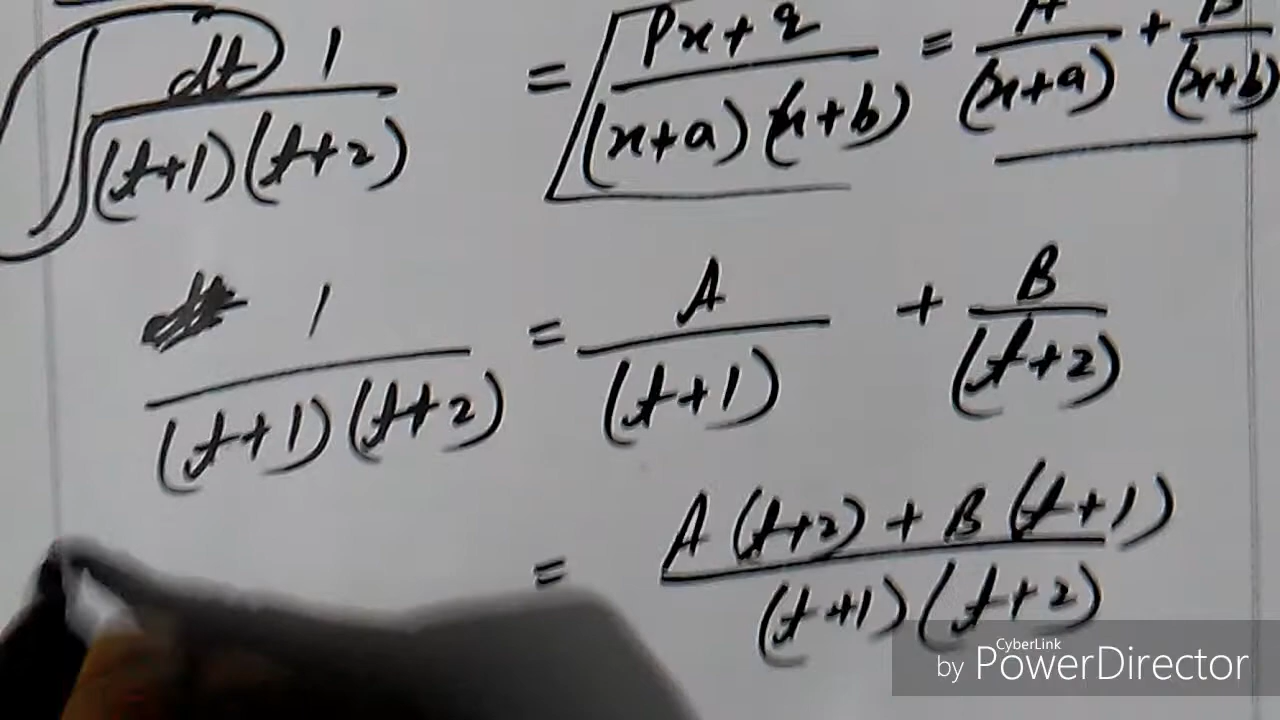 ∫ dt 1 / (t+1)(t+2) = px+q / (x+a)(x+b) = A / (x+a) + B / (x+b)
1 / (t+1)(t+2) = A / (t+1) + B / (t+2)
= A(t+2) + B(t+1) / (t+1)(t+2)
CyberLink
by PowerDirector